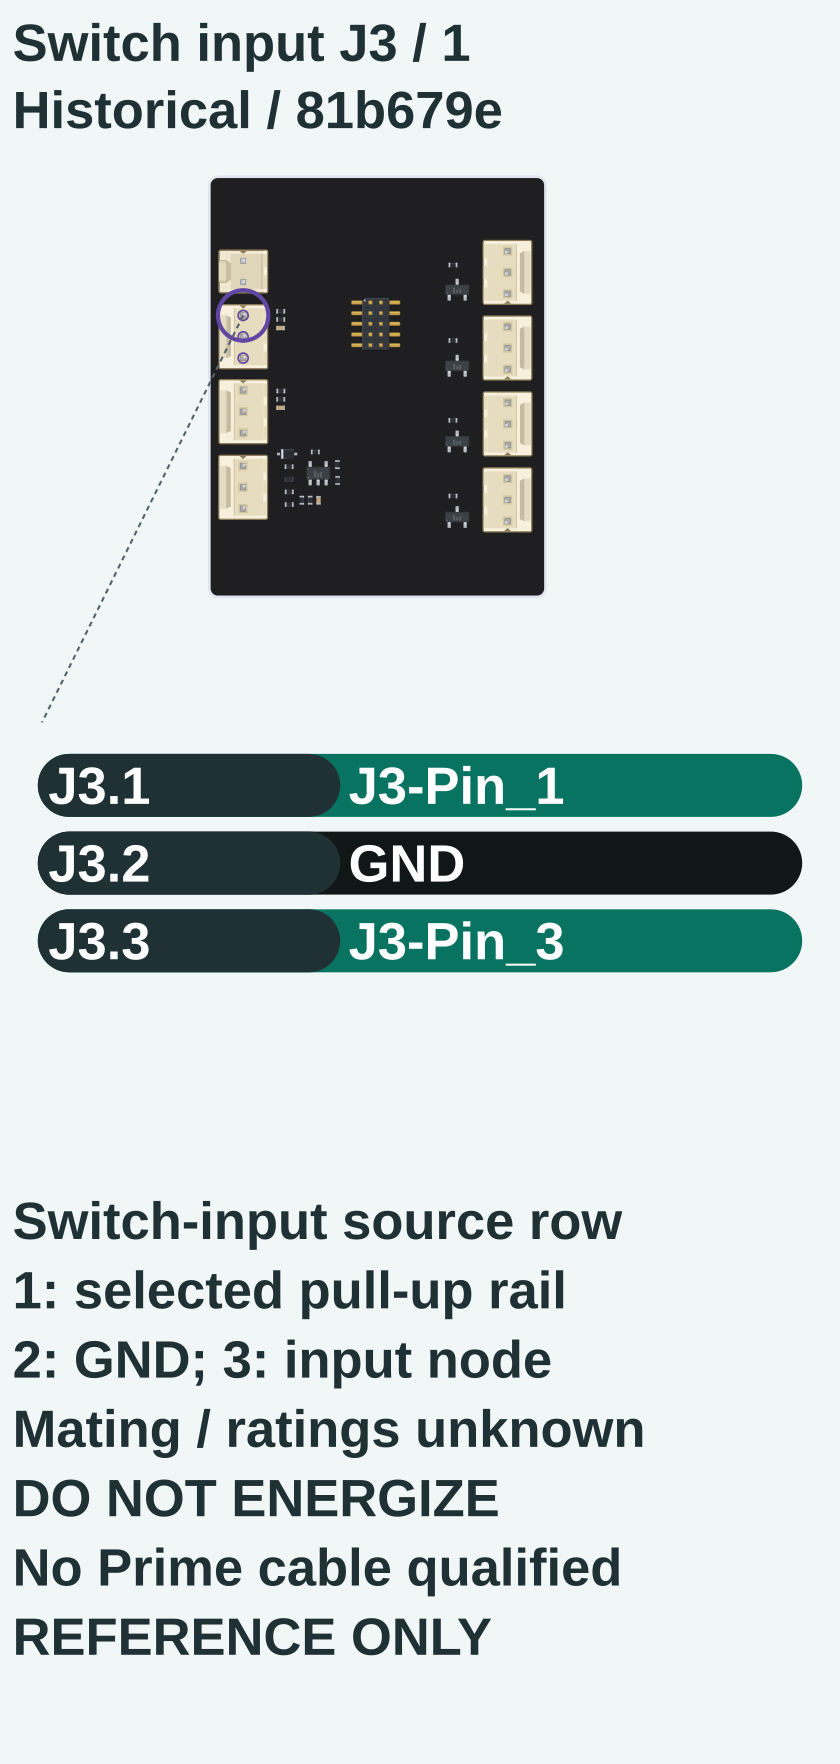 Switch input J3 / 1
Historical / 81b679e
J3.1 J3-Pin_1
J3.2 GND
J3.3 J3-Pin_3
Switch-input source row
1: selected pull-up rail
2: GND; 3: input node
Mating / ratings unknown
DO NOT ENERGIZE
No Prime cable qualified
REFERENCE ONLY